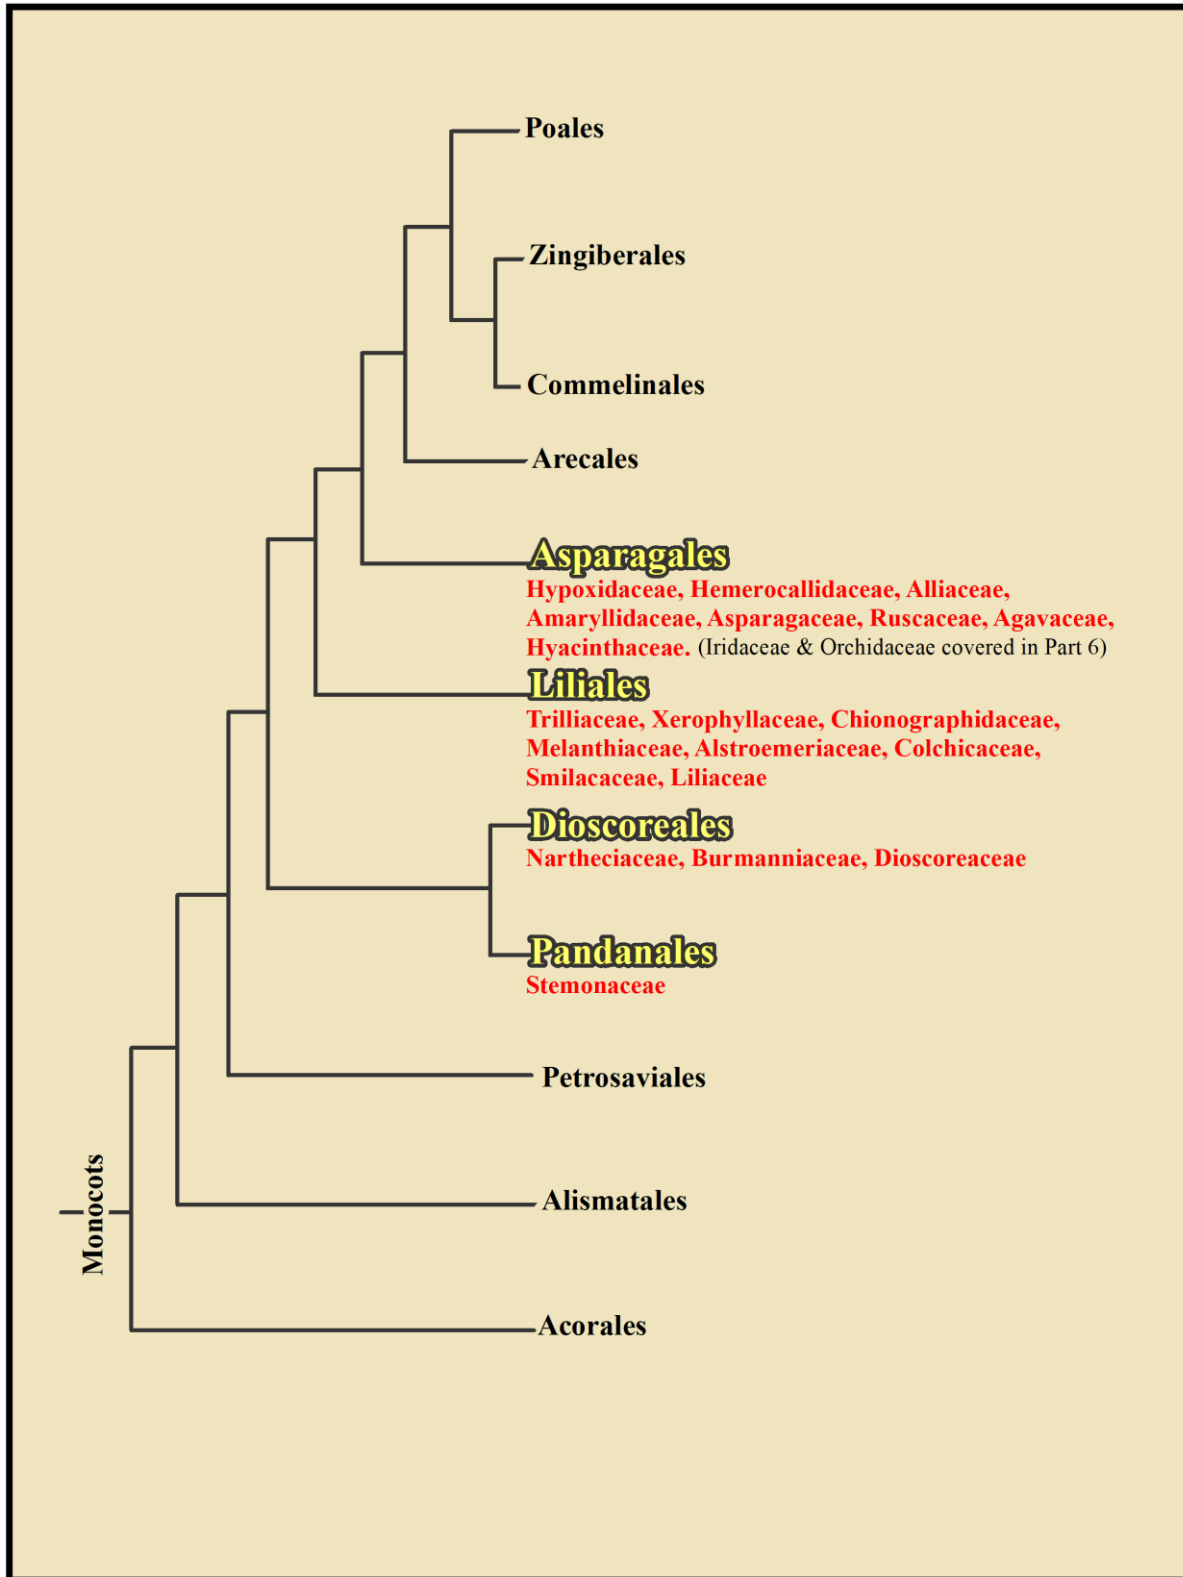 Poales
Zingiberales
Commelinales
Arecales
Asparagales
Hypoxidaceae, Hemerocallidaceae, Alliaceae,
Amaryllidaceae, Asparagaceae, Ruscaceae, Agavaceae,
Hyacinthaceae. (Iridaceae & Orchidaceae covered in Part 6)
Liliales
Trilliaceae, Xerophyllaceae, Chionographidaceae,
Melanthiaceae, Alstroemeriaceae, Colchicaceae,
Smilacaceae, Liliaceae
Dioscoreales
Nartheciaceae, Burmanniaceae, Dioscoreaceae
Pandanales
Stemonaceae
Petrosaviales
Monocots
Alismatales
Acorales